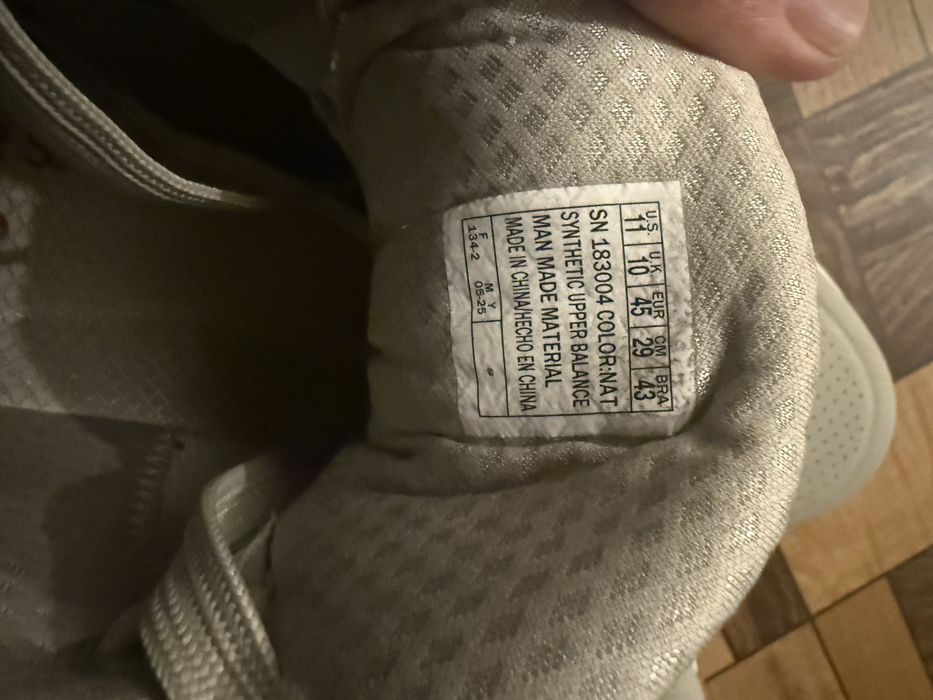 U.S. U.K. EUR CM BRA
11 10 45 29 43
SN 183004 COLOR:NAT
SYNTHETIC UPPER BALANCE
MAN MADE MATERIAL
MADE IN CHINA/HECHO EN CHINA
F M Y
134-2 05-25